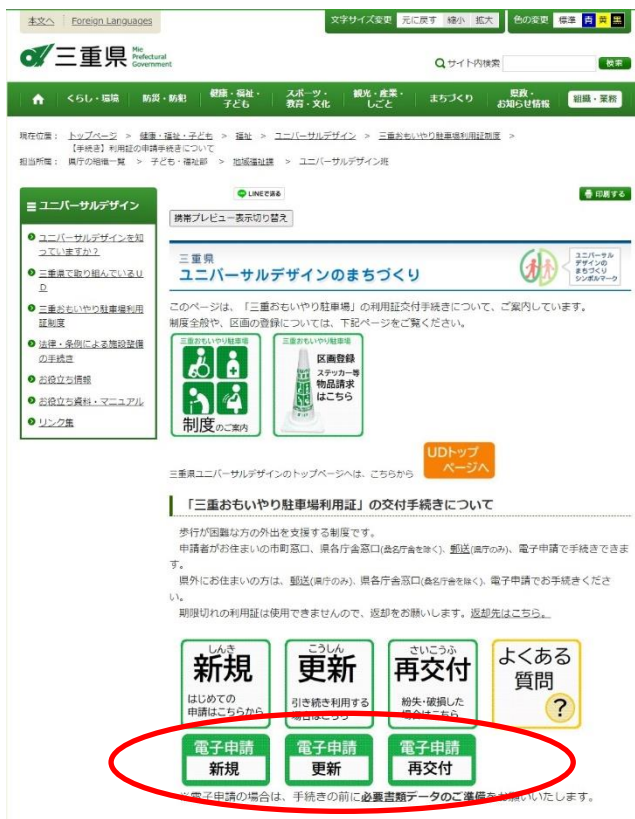 本文へ Foreign Languages 文字サイズ変更 元に戻す 縮小 拡大 色の変更 標準 青 黄 黒
三重県 Mie Prefectural Government サイト内検索 検索
くらし・環境 防災・防犯 健康・福祉・子ども スポーツ・教育・文化 観光・産業・しごと まちづくり 県政・お知らせ情報 組織・業務
現在位置： トップページ > 健康・福祉・子ども > 福祉 > ユニバーサルデザイン > 三重おもいやり駐車場利用証制度 >
【手続き】利用証の申請手続きについて
担当所属： 県庁の組織一覧 > 子ども・福祉部 > 地域福祉課 > ユニバーサルデザイン班
ユニバーサルデザイン
ユニバーサルデザインを知
っていますか？
三重県で取り組んでいるU
D
三重おもいやり駐車場利用
証制度
法律・条例による施設整備
の手続き
お役立ち情報
お役立ち資料・マニュアル
リンク集
LINEで送る 印刷する
携帯プレビュー表示切り替え
三重県
ユニバーサルデザインのまちづくり
ユニバーサル
デザインの
まちづくり
シンボルマーク
このページは、「三重おもいやり駐車場」の利用証交付手続きについて、ご案内しています。
制度全般や、区画の登録については、下記ページをご覧ください。
三重おもいやり駐車場
制度のご案内
三重おもいやり駐車場
区画登録
ステッカー等
物品請求
はこちら
三重県ユニバーサルデザインのトップページへは、こちらから
UDトップ
ページへ
「三重おもいやり駐車場利用証」の交付手続きについて
歩行が困難な方の外出を支援する制度です。
申請者がお住まいの市町窓口、県各庁舎窓口(桑名庁舎を除く)、郵送(県庁のみ)、電子申請で手続きできま
す。
県外にお住まいの方は、郵送(県庁のみ)、県各庁舎窓口(桑名庁舎を除く)、電子申請でお手続きくださ
い。
期限切れの利用証は使用できませんので、返却をお願いします。返却先はこちら。
しんき
新規
はじめての
申請はこちらから
こうしん
更新
引き続き利用する
場合はこちら
さいこうふ
再交付
紛失・破損した
場合はこちら
よくある
質問
?
電子申請
新規
電子申請
更新
電子申請
再交付
※電子申請の場合は、手続きの前に必要書類データのご準備をお願いいたします。